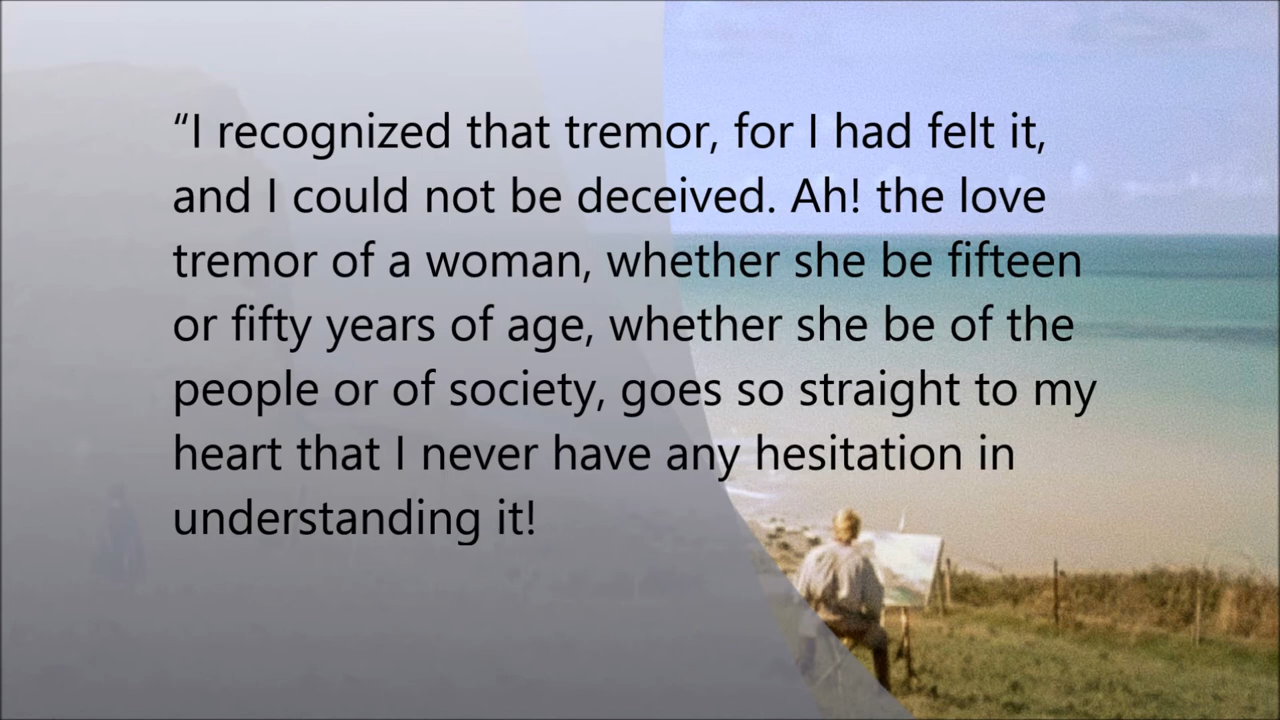 “I recognized that tremor, for I had felt it,
and I could not be deceived. Ah! the love
tremor of a woman, whether she be fifteen
or fifty years of age, whether she be of the
people or of society, goes so straight to my
heart that I never have any hesitation in
understanding it!